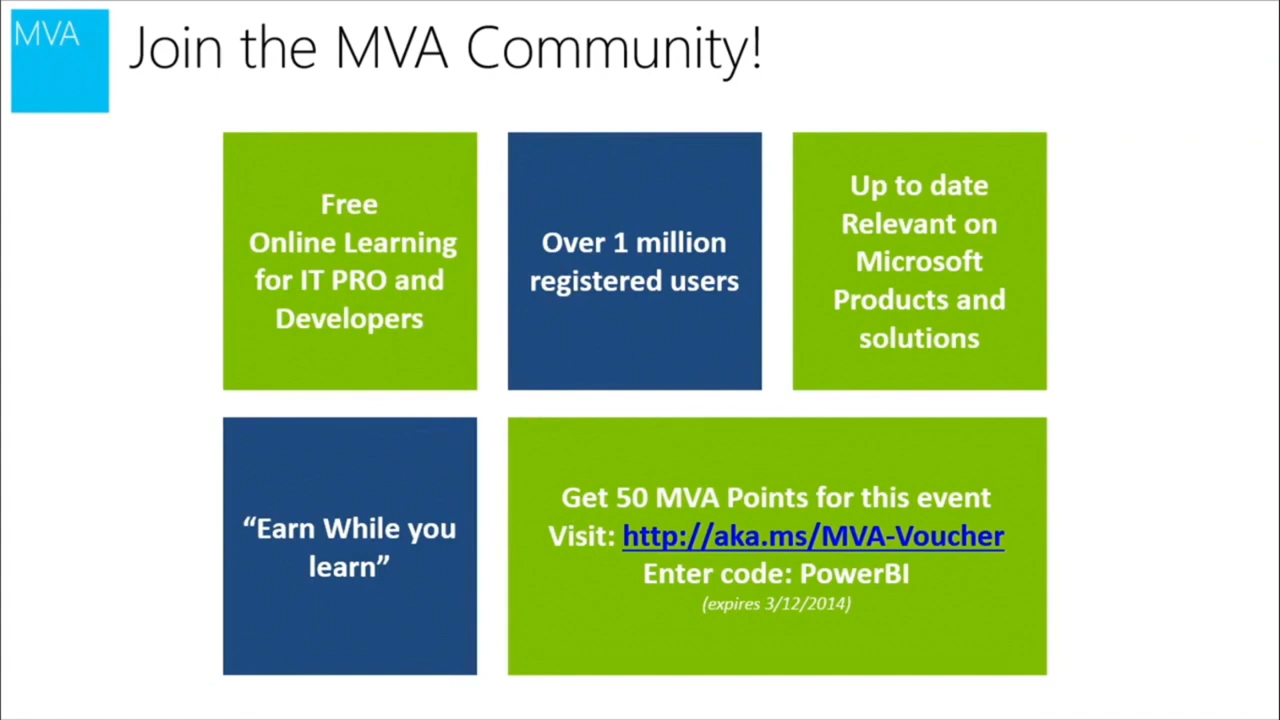 MVA
Join the MVA Community!
Free
Online Learning
for IT PRO and
Developers
Over 1 million
registered users
Up to date
Relevant on
Microsoft
Products and
solutions
“Earn While you
learn”
Get 50 MVA Points for this event
Visit: http://aka.ms/MVA-Voucher
Enter code: PowerBI
(expires 3/12/2014)